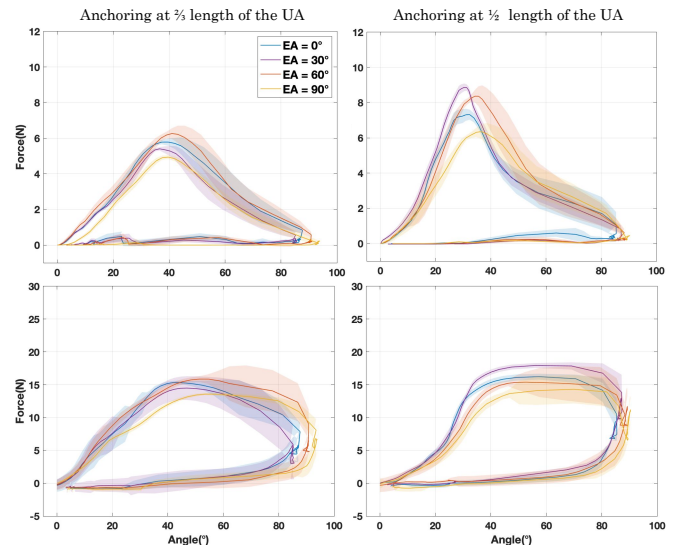 Anchoring at ⅔ length of the UA
Anchoring at ½ length of the UA
12
10
8
6
4
2
0
Force(N)
0 20 40 60 80 100
EA = 0°
EA = 30°
EA = 60°
EA = 90°
12
10
8
6
4
2
0
0 20 40 60 80 100
30
25
20
15
10
5
0
-5
Force(N)
0 20 40 60 80 100
Angle(°)
30
25
20
15
10
5
0
-5
0 20 40 60 80 100
Angle(°)